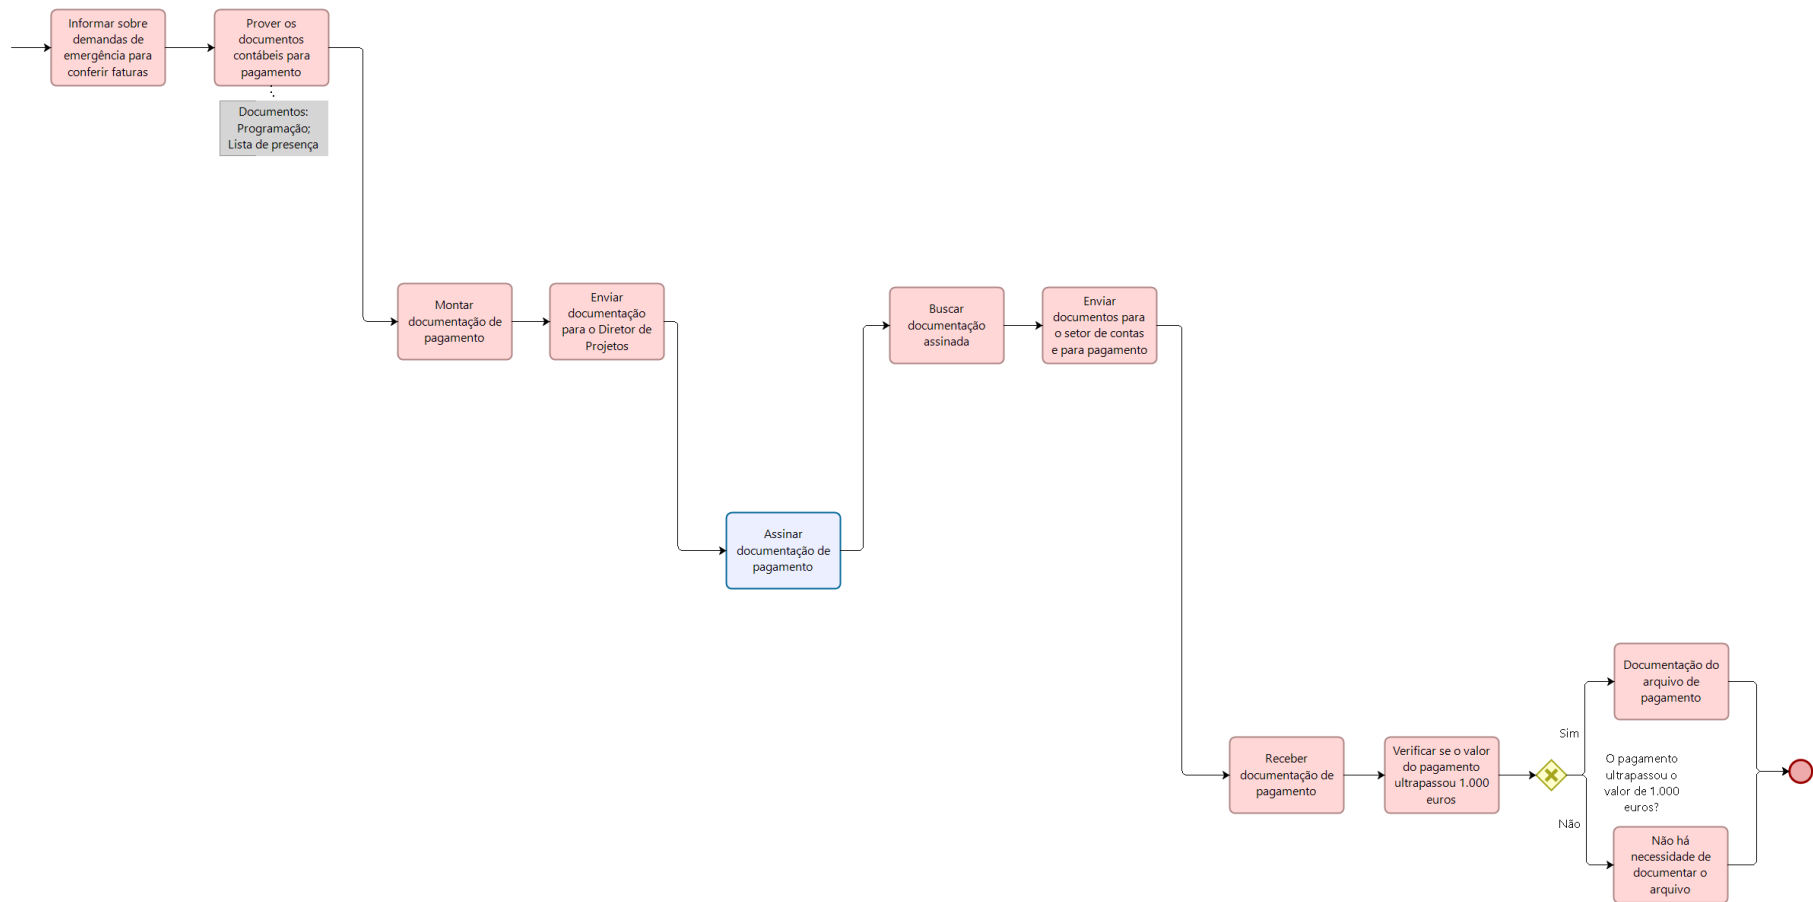 Informar sobre
demandas de
emergência para
conferir faturas
Prover os
documentos
contábeis para
pagamento
Documentos:
Programação;
Lista de presença
Montar
documentação de
pagamento
Enviar
documentação
para o Diretor de
Projetos
Assinar
documentação de
pagamento
Buscar
documentação
assinada
Enviar
documentos para
o setor de contas
e para pagamento
Receber
documentação de
pagamento
Verificar se o valor
do pagamento
ultrapassou 1.000
euros
Sim
O pagamento
ultrapassou o
valor de 1.000
euros?
Não
Documentação do
arquivo de
pagamento
Não há
necessidade de
documentar o
arquivo